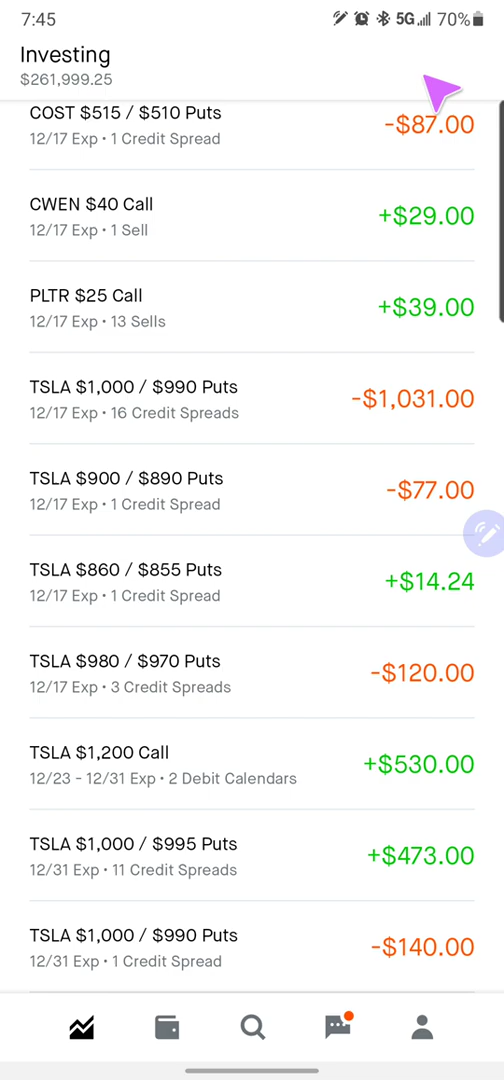 7:45
5G 70%
Investing
$261,999.25
COST $515 / $510 Puts
-$87.00
12/17 Exp • 1 Credit Spread
CWEN $40 Call
+$29.00
12/17 Exp • 1 Sell
PLTR $25 Call
+$39.00
12/17 Exp • 13 Sells
TSLA $1,000 / $990 Puts
-$1,031.00
12/17 Exp • 16 Credit Spreads
TSLA $900 / $890 Puts
-$77.00
12/17 Exp • 1 Credit Spread
TSLA $860 / $855 Puts
+$14.24
12/17 Exp • 1 Credit Spread
TSLA $980 / $970 Puts
-$120.00
12/17 Exp • 3 Credit Spreads
TSLA $1,200 Call
+$530.00
12/23 - 12/31 Exp • 2 Debit Calendars
TSLA $1,000 / $995 Puts
+$473.00
12/31 Exp • 11 Credit Spreads
TSLA $1,000 / $990 Puts
-$140.00
12/31 Exp • 1 Credit Spread